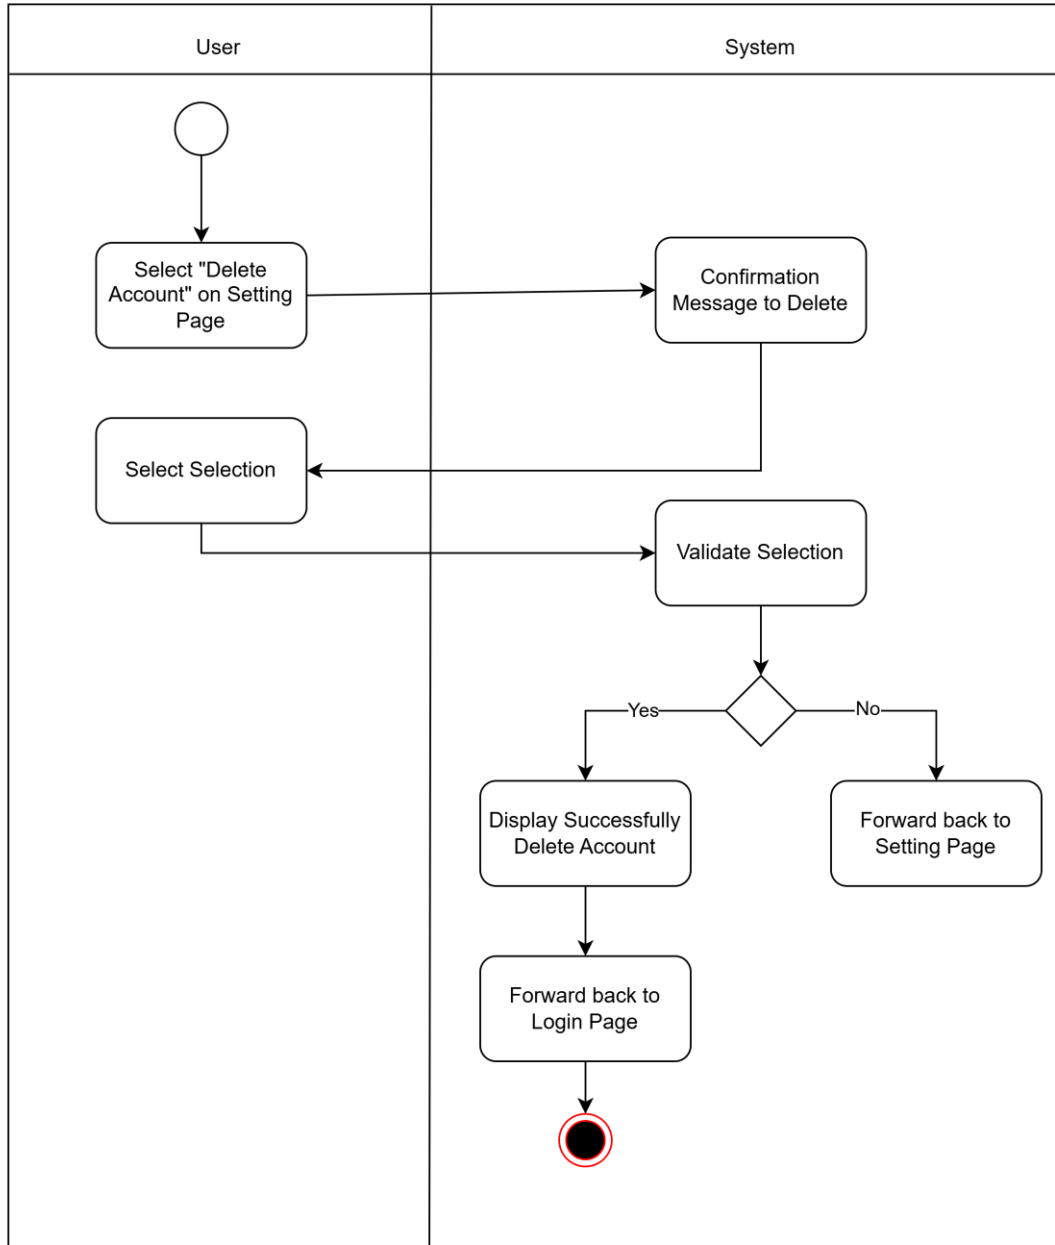 User
System
Select "Delete
Account" on Setting
Page
Confirmation
Message to Delete
Select Selection
Validate Selection
Yes
No
Display Successfully
Delete Account
Forward back to
Setting Page
Forward back to
Login Page